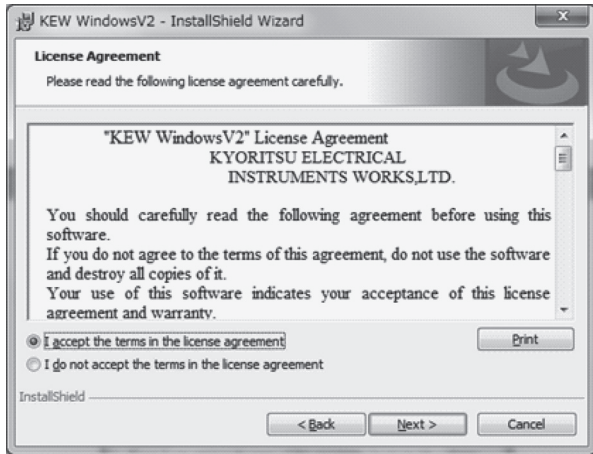 KEW WindowsV2 - InstallShield Wizard
License Agreement
Please read the following license agreement carefully.
"KEW WindowsV2" License Agreement
KYORITSU ELECTRICAL
INSTRUMENTS WORKS,LTD.
You should carefully read the following agreement before using this
software.
If you do not agree to the terms of this agreement, do not use the software
and destroy all copies of it.
Your use of this software indicates your acceptance of this license
agreement and warranty.
I accept the terms in the license agreement
Print
I do not accept the terms in the license agreement
InstallShield
< Back
Next >
Cancel